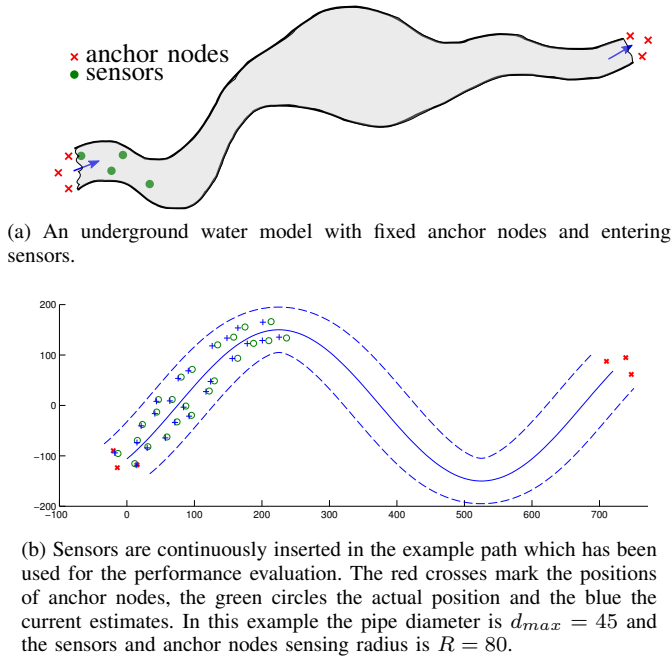 anchor nodes
sensors
(a) An underground water model with fixed anchor nodes and entering
sensors.
200
100
0
−100
−200
−100 0 100 200 300 400 500 600 700
(b) Sensors are continuously inserted in the example path which has been
used for the performance evaluation. The red crosses mark the positions
of anchor nodes, the green circles the actual position and the blue the
current estimates. In this example the pipe diameter is d_max = 45 and
the sensors and anchor nodes sensing radius is R = 80.